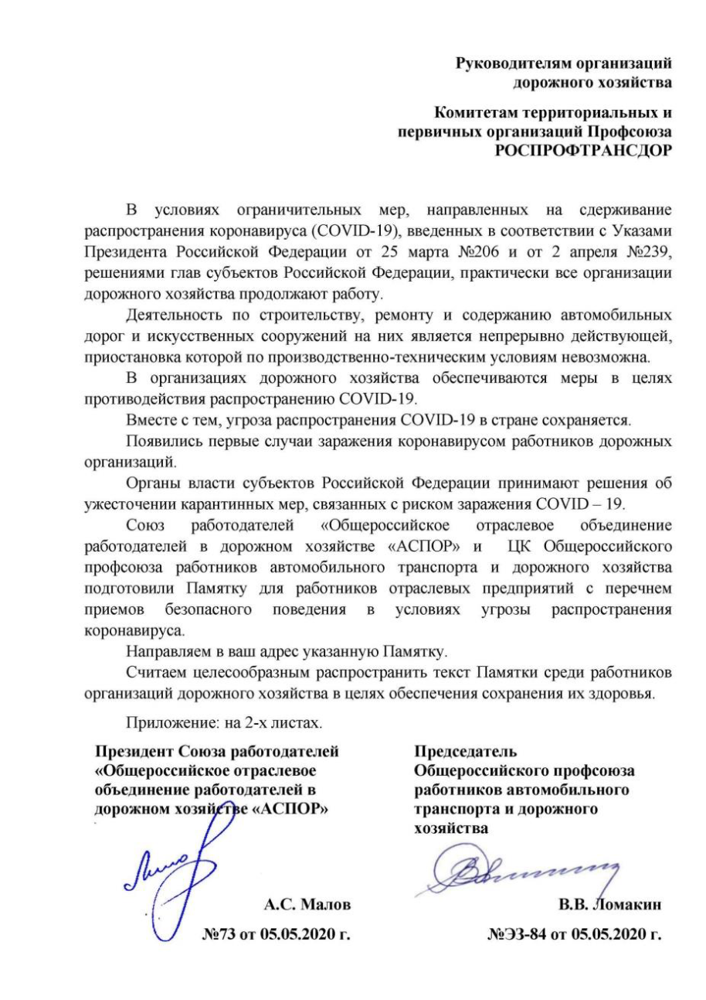 Руководителям организаций
дорожного хозяйства
Комитетам территориальных и
первичных организаций Профсоюза
РОСПРОФТРАНСДОР
В условиях ограничительных мер, направленных на сдерживание
распространения коронавируса (COVID-19), введенных в соответствии с Указами
Президента Российской Федерации от 25 марта №206 и от 2 апреля №239,
решениями глав субъектов Российской Федерации, практически все организации
дорожного хозяйства продолжают работу.
Деятельность по строительству, ремонту и содержанию автомобильных
дорог и искусственных сооружений на них является непрерывно действующей,
приостановка которой по производственно-техническим условиям невозможна.
В организациях дорожного хозяйства обеспечиваются меры в целях
противодействия распространению COVID-19.
Вместе с тем, угроза распространения COVID-19 в стране сохраняется.
Появились первые случаи заражения коронавирусом работников дорожных
организаций.
Органы власти субъектов Российской Федерации принимают решения об
ужесточении карантинных мер, связанных с риском заражения COVID – 19.
Союз работодателей «Общероссийское отраслевое объединение
работодателей в дорожном хозяйстве «АСПОР» и ЦК Общероссийского
профсоюза работников автомобильного транспорта и дорожного хозяйства
подготовили Памятку для работников отраслевых предприятий с перечнем
приемов безопасного поведения в условиях угрозы распространения
коронавируса.
Направляем в ваш адрес указанную Памятку.
Считаем целесообразным распространить текст Памятки среди работников
организаций дорожного хозяйства в целях обеспечения сохранения их здоровья.
Приложение: на 2-х листах.
Президент Союза работодателей
«Общероссийское отраслевое
объединение работодателей в
дорожном хозяйстве «АСПОР»
А.С. Малов
№73 от 05.05.2020 г.
Председатель
Общероссийского профсоюза
работников автомобильного
транспорта и дорожного
хозяйства
В.В. Ломакин
№ЭЗ-84 от 05.05.2020 г.